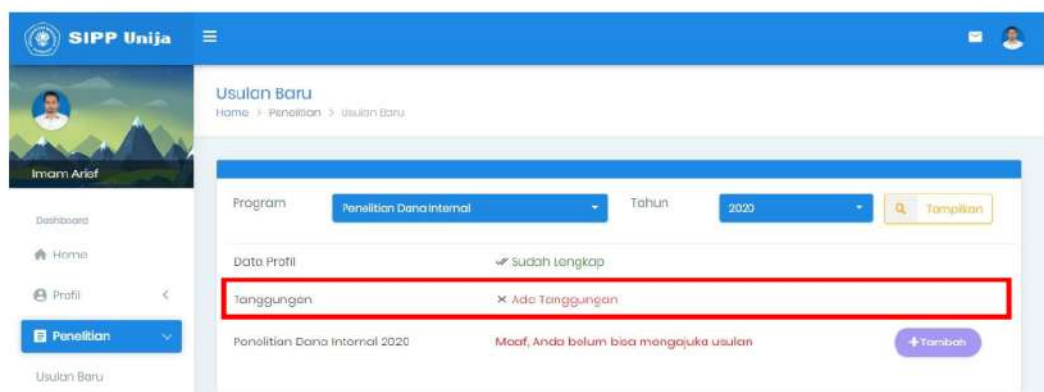 SIPP Unija
Usulan Baru
Home > Penelitian > Usulan Baru
Imam Arief
Program
Penelitian Dana Internal
Tahun
2020
Tampilkan
Dashboard
Home
Data Profil
Sudah Lengkap
Profil
Tanggungan
Ada Tanggungan
Penelitian
Penelitian Dana Internal 2020
Maaf, Anda belum bisa mengajuka usulan
+Tambah
Usulan Baru